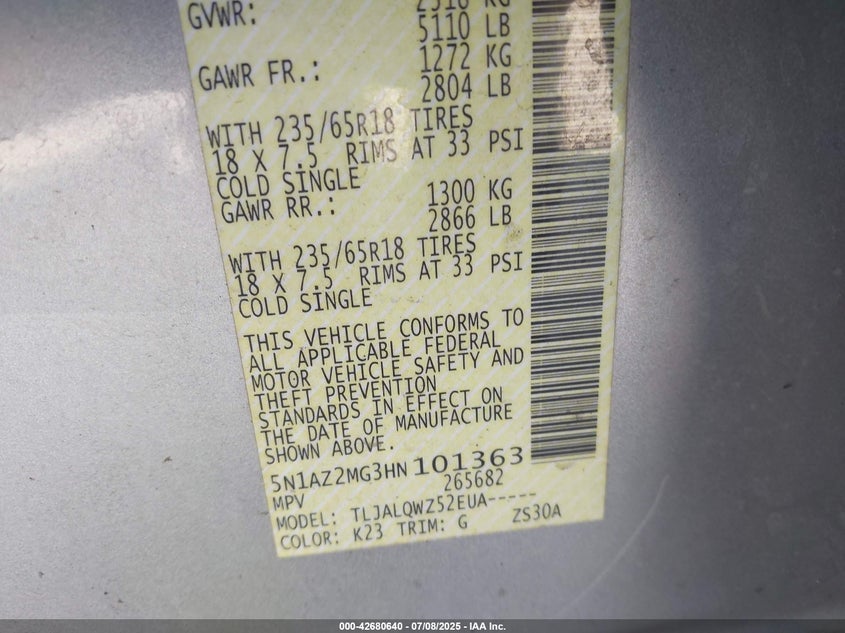 GVWR: 2318 KG
5110 LB
GAWR FR.: 1272 KG
2804 LB
WITH 235/65R18 TIRES
18 X 7.5 RIMS AT 33 PSI
COLD SINGLE
GAWR RR.: 1300 KG
2866 LB
WITH 235/65R18 TIRES
18 X 7.5 RIMS AT 33 PSI
COLD SINGLE
THIS VEHICLE CONFORMS TO
ALL APPLICABLE FEDERAL
MOTOR VEHICLE SAFETY AND
THEFT PREVENTION
STANDARDS IN EFFECT ON
THE DATE OF MANUFACTURE
SHOWN ABOVE.
5N1AZ2MG3HN101363
MPV 265682
MODEL: TLJALQWZ52EUA-----
COLOR: K23 TRIM: G ZS30A
000-42680640 - 07/08/2025 - IAA Inc.